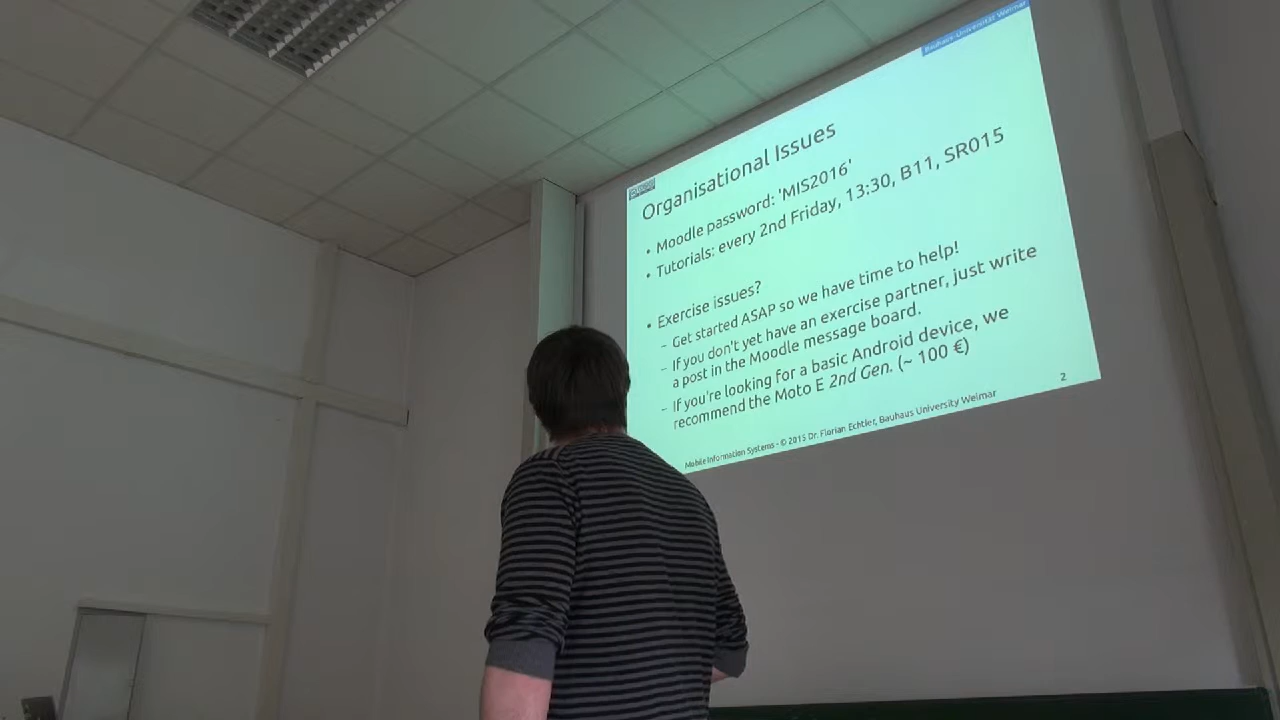 Bauhaus-Universität Weimar
Organisational Issues
• Moodle password: 'MIS2016'
• Tutorials: every 2nd Friday, 13:30, B11, SR015
• Exercise issues?
– Get started ASAP so we have time to help!
– If you don't yet have an exercise partner, just write
a post in the Moodle message board.
– If you're looking for a basic Android device, we
recommend the Moto E 2nd Gen. (~ 100 €)
Mobile Information Systems - © 2015 Dr. Florian Echtler, Bauhaus University Weimar
2